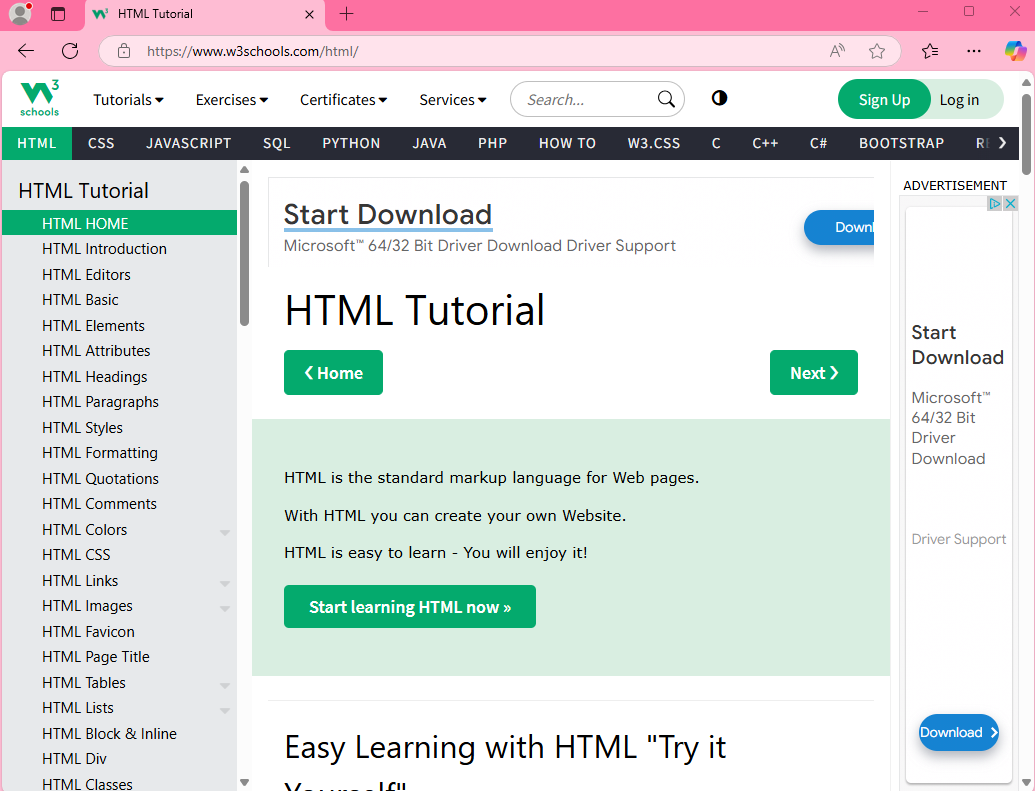 HTML Tutorial
https://www.w3schools.com/html/
W3
schools
Tutorials
Exercises
Certificates
Services
Search...
Sign Up
Log in
HTML CSS JAVASCRIPT SQL PYTHON JAVA PHP HOW TO W3.CSS C C++ C# BOOTSTRAP
HTML Tutorial
HTML HOME
HTML Introduction
HTML Editors
HTML Basic
HTML Elements
HTML Attributes
HTML Headings
HTML Paragraphs
HTML Styles
HTML Formatting
HTML Quotations
HTML Comments
HTML Colors
HTML CSS
HTML Links
HTML Images
HTML Favicon
HTML Page Title
HTML Tables
HTML Lists
HTML Block & Inline
HTML Div
HTML Classes
Start Download
Microsoft™ 64/32 Bit Driver Download Driver Support
HTML Tutorial
❮ Home
Next ❯
HTML is the standard markup language for Web pages.
With HTML you can create your own Website.
HTML is easy to learn - You will enjoy it!
Start learning HTML now »
Easy Learning with HTML "Try it
Yourself"
ADVERTISEMENT
Start
Download
Microsoft™
64/32 Bit
Driver
Download
Driver Support
Download